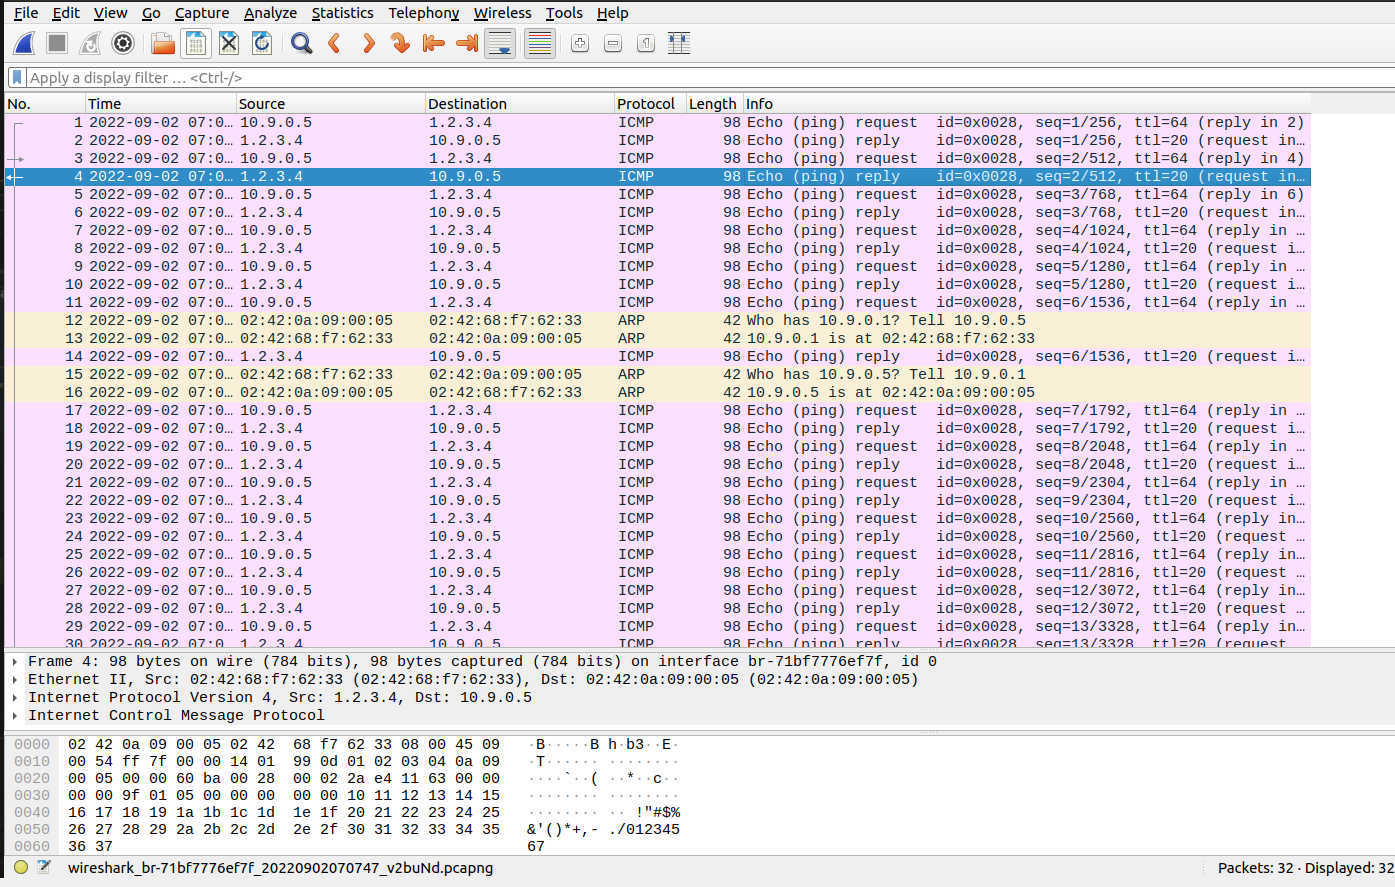 File Edit View Go Capture Analyze Statistics Telephony Wireless Tools Help
Apply a display filter … <Ctrl-/>
No. Time Source Destination Protocol Length Info
1 2022-09-02 07:0… 10.9.0.5 1.2.3.4 ICMP 98 Echo (ping) request id=0x0028, seq=1/256, ttl=64 (reply in 2)
2 2022-09-02 07:0… 1.2.3.4 10.9.0.5 ICMP 98 Echo (ping) reply id=0x0028, seq=1/256, ttl=20 (request in…
3 2022-09-02 07:0… 10.9.0.5 1.2.3.4 ICMP 98 Echo (ping) request id=0x0028, seq=2/512, ttl=64 (reply in 4)
4 2022-09-02 07:0… 1.2.3.4 10.9.0.5 ICMP 98 Echo (ping) reply id=0x0028, seq=2/512, ttl=20 (request in…
5 2022-09-02 07:0… 10.9.0.5 1.2.3.4 ICMP 98 Echo (ping) request id=0x0028, seq=3/768, ttl=64 (reply in 6)
6 2022-09-02 07:0… 1.2.3.4 10.9.0.5 ICMP 98 Echo (ping) reply id=0x0028, seq=3/768, ttl=20 (request in…
7 2022-09-02 07:0… 10.9.0.5 1.2.3.4 ICMP 98 Echo (ping) request id=0x0028, seq=4/1024, ttl=64 (reply in …
8 2022-09-02 07:0… 1.2.3.4 10.9.0.5 ICMP 98 Echo (ping) reply id=0x0028, seq=4/1024, ttl=20 (request i…
9 2022-09-02 07:0… 10.9.0.5 1.2.3.4 ICMP 98 Echo (ping) request id=0x0028, seq=5/1280, ttl=64 (reply in …
10 2022-09-02 07:0… 1.2.3.4 10.9.0.5 ICMP 98 Echo (ping) reply id=0x0028, seq=5/1280, ttl=20 (request i…
11 2022-09-02 07:0… 10.9.0.5 1.2.3.4 ICMP 98 Echo (ping) request id=0x0028, seq=6/1536, ttl=64 (reply in …
12 2022-09-02 07:0… 02:42:0a:09:00:05 02:42:68:f7:62:33 ARP 42 Who has 10.9.0.1? Tell 10.9.0.5
13 2022-09-02 07:0… 02:42:68:f7:62:33 02:42:0a:09:00:05 ARP 42 10.9.0.1 is at 02:42:68:f7:62:33
14 2022-09-02 07:0… 1.2.3.4 10.9.0.5 ICMP 98 Echo (ping) reply id=0x0028, seq=6/1536, ttl=20 (request i…
15 2022-09-02 07:0… 02:42:68:f7:62:33 02:42:0a:09:00:05 ARP 42 Who has 10.9.0.5? Tell 10.9.0.1
16 2022-09-02 07:0… 02:42:0a:09:00:05 02:42:68:f7:62:33 ARP 42 10.9.0.5 is at 02:42:0a:09:00:05
17 2022-09-02 07:0… 10.9.0.5 1.2.3.4 ICMP 98 Echo (ping) request id=0x0028, seq=7/1792, ttl=64 (reply in …
18 2022-09-02 07:0… 1.2.3.4 10.9.0.5 ICMP 98 Echo (ping) reply id=0x0028, seq=7/1792, ttl=20 (request i…
19 2022-09-02 07:0… 10.9.0.5 1.2.3.4 ICMP 98 Echo (ping) request id=0x0028, seq=8/2048, ttl=64 (reply in …
20 2022-09-02 07:0… 1.2.3.4 10.9.0.5 ICMP 98 Echo (ping) reply id=0x0028, seq=8/2048, ttl=20 (request i…
21 2022-09-02 07:0… 10.9.0.5 1.2.3.4 ICMP 98 Echo (ping) request id=0x0028, seq=9/2304, ttl=64 (reply in …
22 2022-09-02 07:0… 1.2.3.4 10.9.0.5 ICMP 98 Echo (ping) reply id=0x0028, seq=9/2304, ttl=20 (request i…
23 2022-09-02 07:0… 10.9.0.5 1.2.3.4 ICMP 98 Echo (ping) request id=0x0028, seq=10/2560, ttl=64 (reply in…
24 2022-09-02 07:0… 1.2.3.4 10.9.0.5 ICMP 98 Echo (ping) reply id=0x0028, seq=10/2560, ttl=20 (request …
25 2022-09-02 07:0… 10.9.0.5 1.2.3.4 ICMP 98 Echo (ping) request id=0x0028, seq=11/2816, ttl=64 (reply in…
26 2022-09-02 07:0… 1.2.3.4 10.9.0.5 ICMP 98 Echo (ping) reply id=0x0028, seq=11/2816, ttl=20 (request …
27 2022-09-02 07:0… 10.9.0.5 1.2.3.4 ICMP 98 Echo (ping) request id=0x0028, seq=12/3072, ttl=64 (reply in…
28 2022-09-02 07:0… 1.2.3.4 10.9.0.5 ICMP 98 Echo (ping) reply id=0x0028, seq=12/3072, ttl=20 (request …
29 2022-09-02 07:0… 10.9.0.5 1.2.3.4 ICMP 98 Echo (ping) request id=0x0028, seq=13/3328, ttl=64 (reply in…
30 2022-09-02 07:0… 1.2.3.4 10.9.0.5 ICMP 98 Echo (ping) reply id=0x0028, seq=13/3328, ttl=20 (request …
Frame 4: 98 bytes on wire (784 bits), 98 bytes captured (784 bits) on interface br-71bf7776ef7f, id 0
Ethernet II, Src: 02:42:68:f7:62:33 (02:42:68:f7:62:33), Dst: 02:42:0a:09:00:05 (02:42:0a:09:00:05)
Internet Protocol Version 4, Src: 1.2.3.4, Dst: 10.9.0.5
Internet Control Message Protocol
0000 02 42 0a 09 00 05 02 42 68 f7 62 33 08 00 45 09 ·B·····B h·b3··E·
0010 00 54 ff 7f 00 00 14 01 99 0d 01 02 03 04 0a 09 ·T······ ········
0020 00 05 00 00 60 ba 00 28 00 02 2a e4 11 63 00 00 ····`··( ··*··c··
0030 00 00 9f 01 05 00 00 00 00 00 10 11 12 13 14 15 ········ ········
0040 16 17 18 19 1a 1b 1c 1d 1e 1f 20 21 22 23 24 25 ········ ·· !"#$%
0050 26 27 28 29 2a 2b 2c 2d 2e 2f 30 31 32 33 34 35 &'()*+,- ./012345
0060 36 37 67
wireshark_br-71bf7776ef7f_20220902070747_v2buNd.pcapng Packets: 32 · Displayed: 32